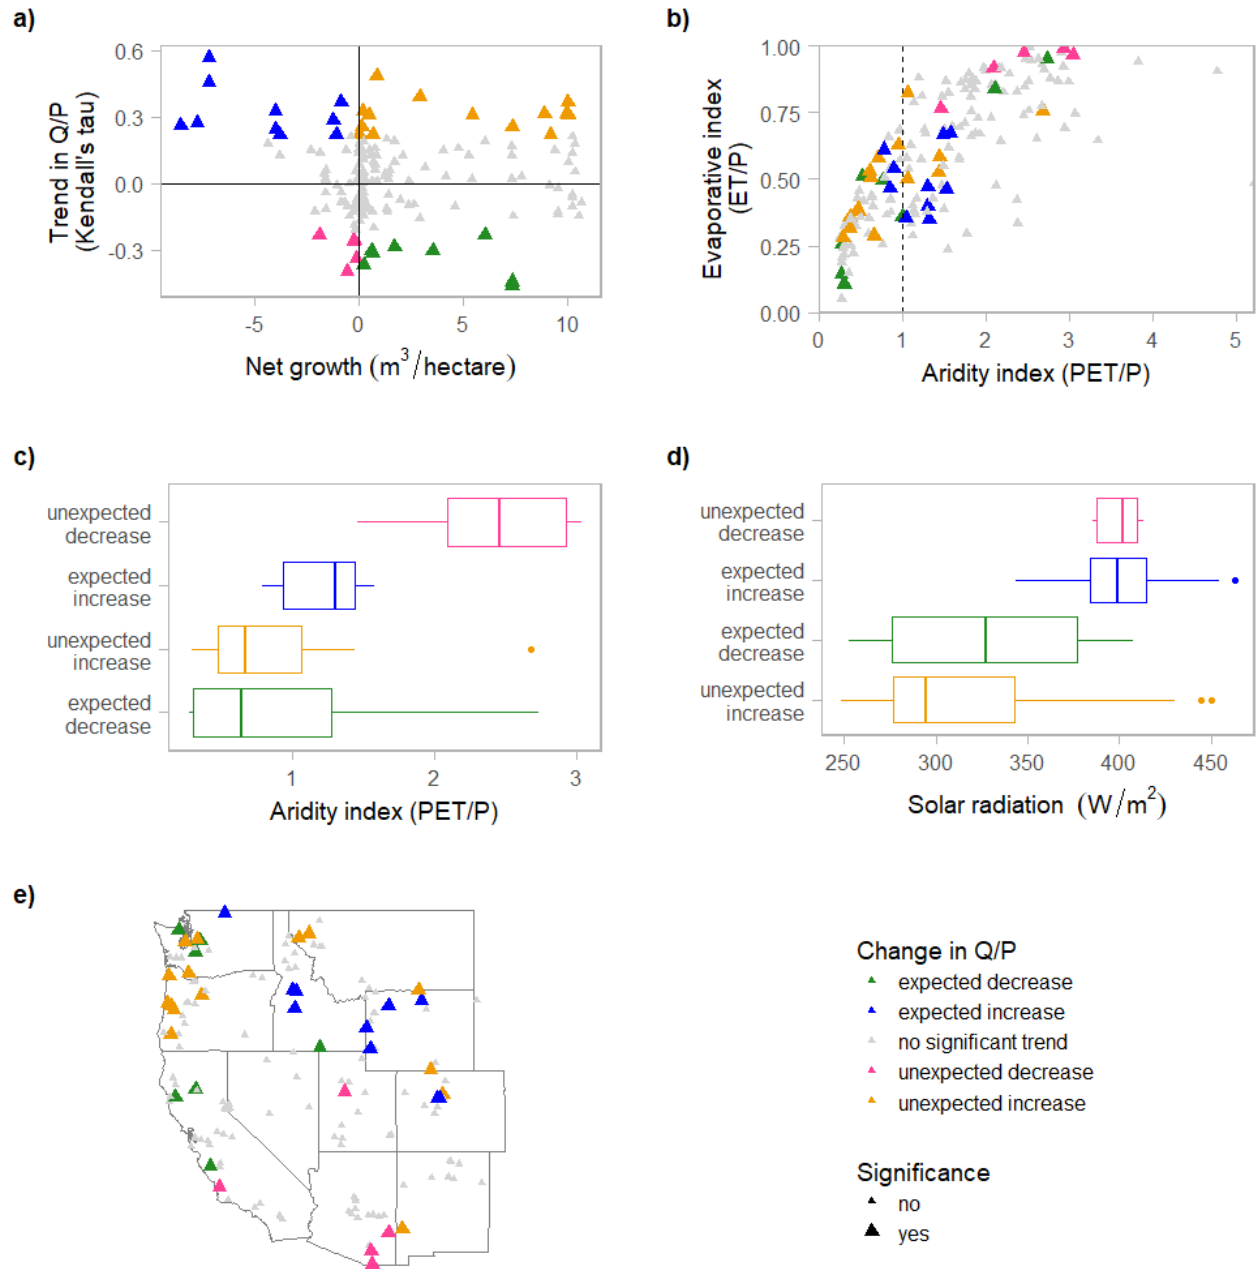 a)
0.6
0.3
0.0
-0.3
Trend in Q/P
(Kendall's tau)
-5
0
5
10
Net growth (m³/hectare)
b)
1.00
0.75
0.50
0.25
0.00
Evaporative index
(ET/P)
0
1
2
3
4
5
Aridity index (PET/P)
c)
unexpected
decrease
expected
increase
unexpected
increase
expected
decrease
1
2
3
Aridity index (PET/P)
d)
unexpected
decrease
expected
increase
expected
decrease
unexpected
increase
250
300
350
400
450
Solar radiation (W/m²)
e)
Change in Q/P
expected decrease
expected increase
no significant trend
unexpected decrease
unexpected increase
Significance
no
yes